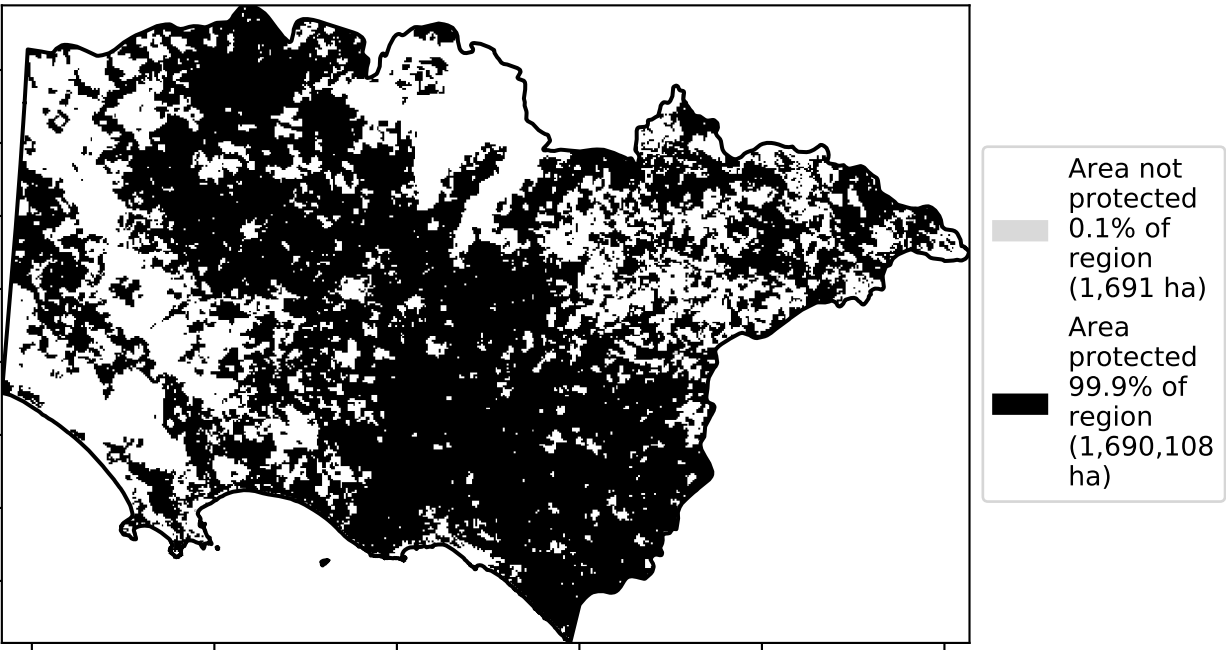 Area not
protected
0.1% of
region
(1,691 ha)
Area
protected
99.9% of
region
(1,690,108
ha)